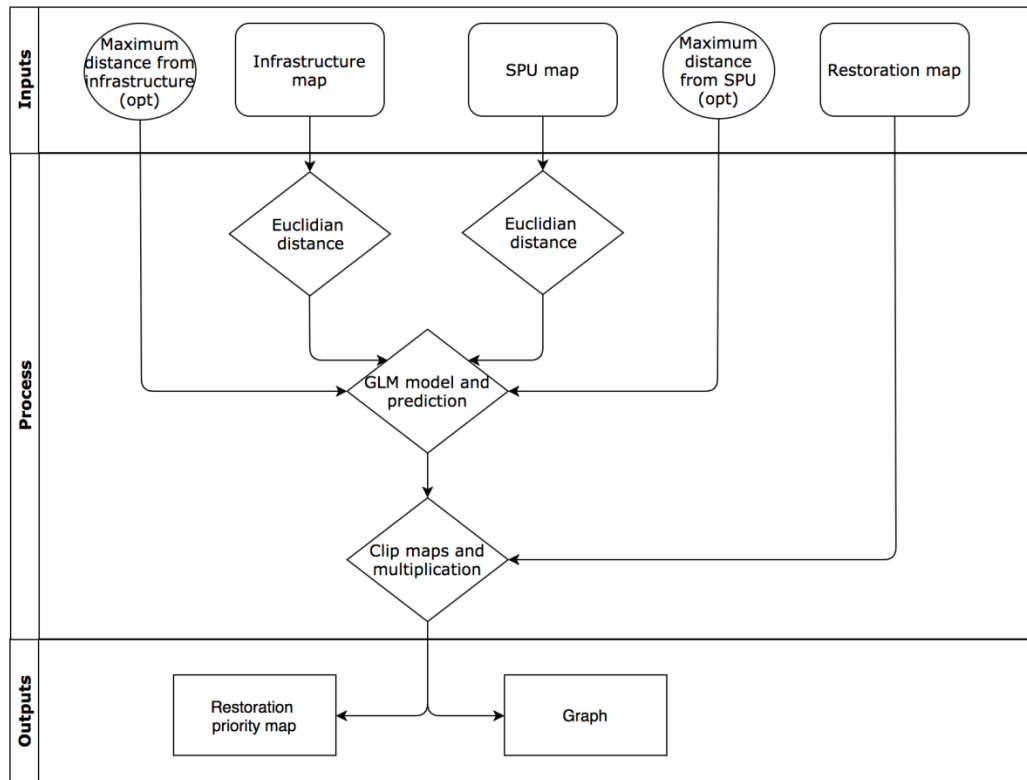 Inputs
Maximum
distance from
infrastructure
(opt)
Infrastructure
map
SPU map
Maximum
distance
from SPU
(opt)
Restoration map
Process
Euclidian
distance
Euclidian
distance
GLM model and
prediction
Clip maps and
multiplication
Outputs
Restoration
priority map
Graph